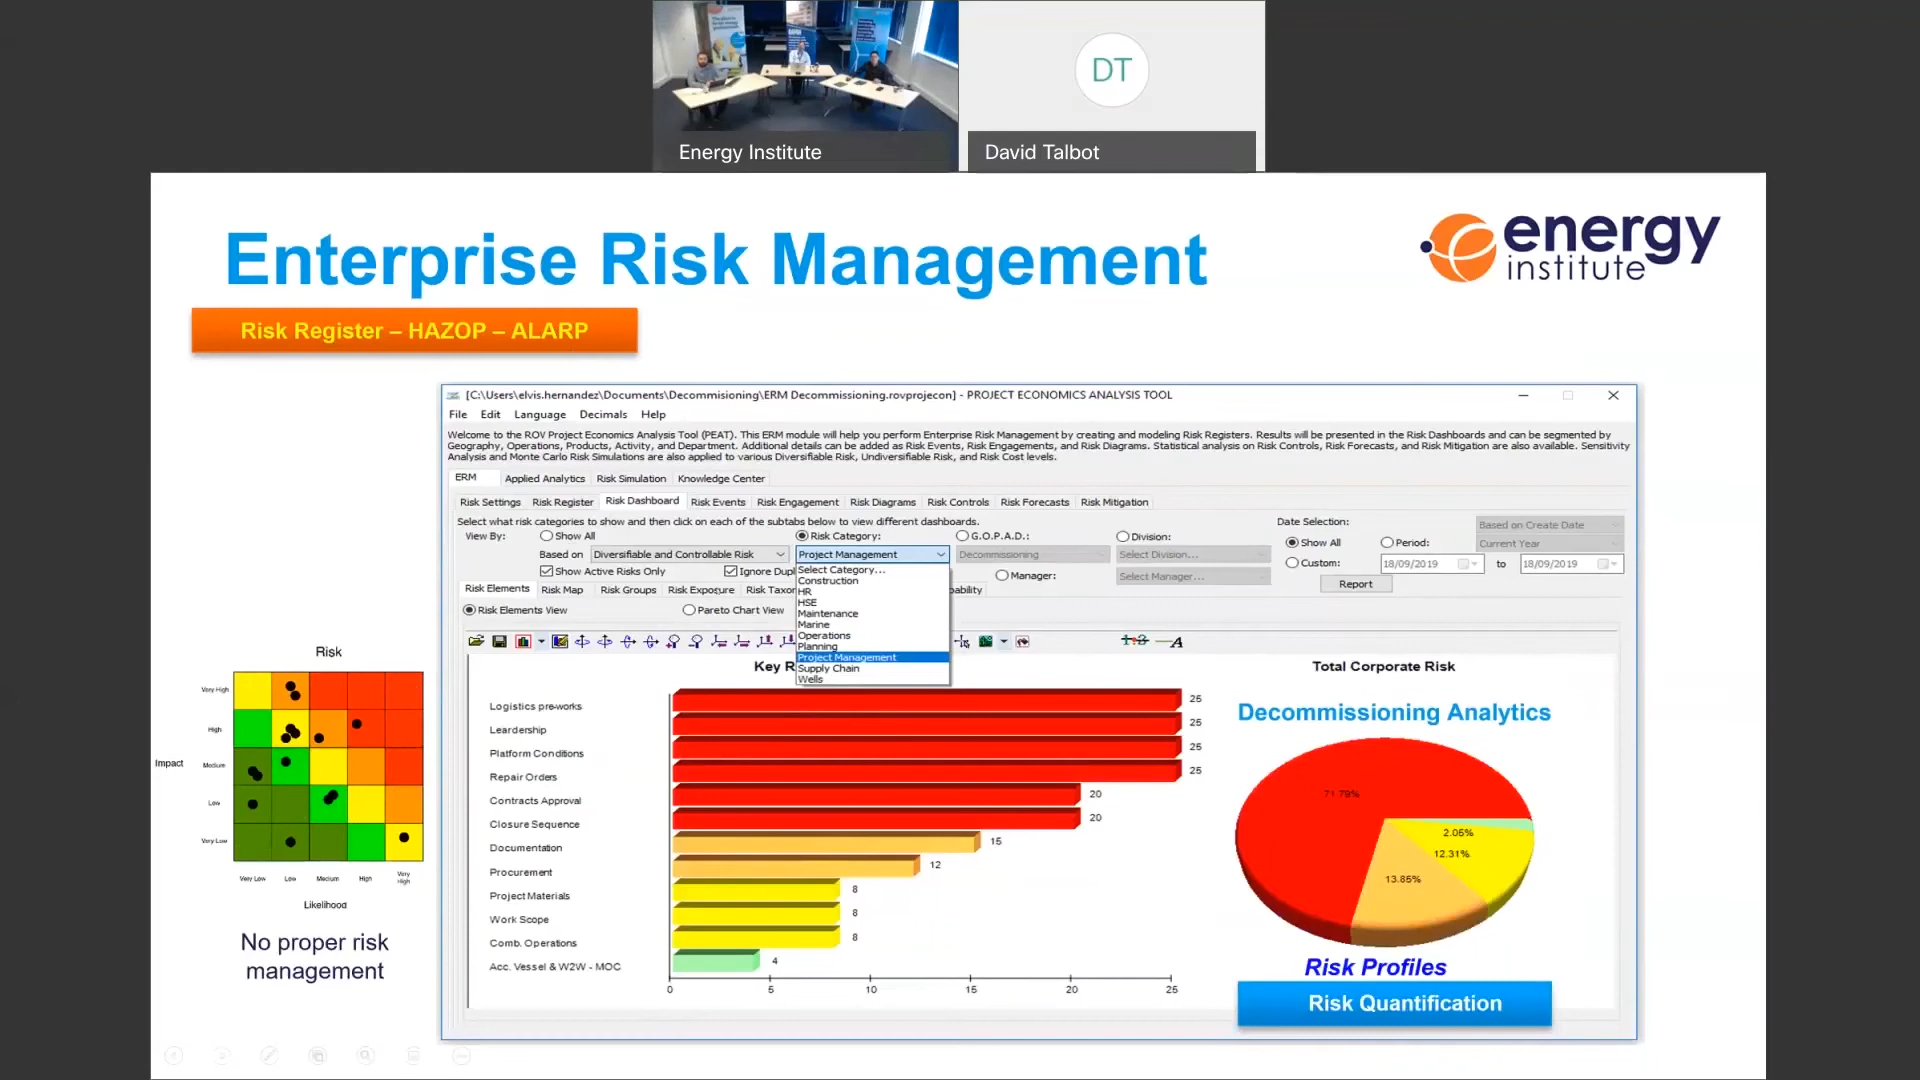 DT
Energy Institute
David Talbot
Enterprise Risk Management
energy
institute
Risk Register – HAZOP – ALARP
[C:\Users\elvis.hernandez\Documents\Decommisioning\ERM Decommissioning.rovprojecon] - PROJECT ECONOMICS ANALYSIS TOOL
File Edit Language Decimals Help
Welcome to the ROV Project Economics Analysis Tool (PEAT). This ERM module will help you perform Enterprise Risk Management by creating and modeling Risk Registers. Results will be presented in the Risk Dashboards and can be segmented by
Geography, Operations, Products, Activity, and Department. Additional details can be added as Risk Events, Risk Engagements, and Risk Diagrams. Statistical analysis on Risk Controls, Risk Forecasts, and Risk Mitigation are also available. Sensitivity
Analysis and Monte Carlo Risk Simulations are also applied to various Diversifiable Risk, Undiversifiable Risk, and Risk Cost levels.
ERM Applied Analytics Risk Simulation Knowledge Center
Risk Settings Risk Register Risk Dashboard Risk Events Risk Engagement Risk Diagrams Risk Controls Risk Forecasts Risk Mitigation
Select what risk categories to show and then click on each of the subtabs below to view different dashboards.
Date Selection:
Based on Create Date
View By: Show All Risk Category: G.O.P.A.D.: Division:
Show All Period: Current Year
Based on Diversifiable and Controllable Risk Project Management Decommissioning Select Division...
Custom: 18/09/2019 to 18/09/2019
Show Active Risks Only Ignore Dupl
Manager: Select Manager...
Report
Select Category...
Construction
HR
HSE
Maintenance
Marine
Operations
Planning
Project Management
Supply Chain
Wells
Risk Elements Risk Map Risk Groups Risk Exposure Risk Taxon ability
Risk Elements View Pareto Chart View
A
Key R
Total Corporate Risk
Decommissioning Analytics
Logistics pre-works 25
Leardership 25
Platform Conditions 25
Repair Orders 25
Contracts Approval 20
Closure Sequence 20
Documentation 15
Procurement 12
Project Materials 8
Work Scope 8
Comb. Operations 8
Acc. Vessel & W2W - MOC 4
0 5 10 15 20 25
71.79%
2.05%
12.31%
13.85%
Risk Profiles
Risk Quantification
Risk
Very High
High
Impact
Medium
Low
Very Low
Very Low Low Medium High Very High
Likelihood
No proper risk
management